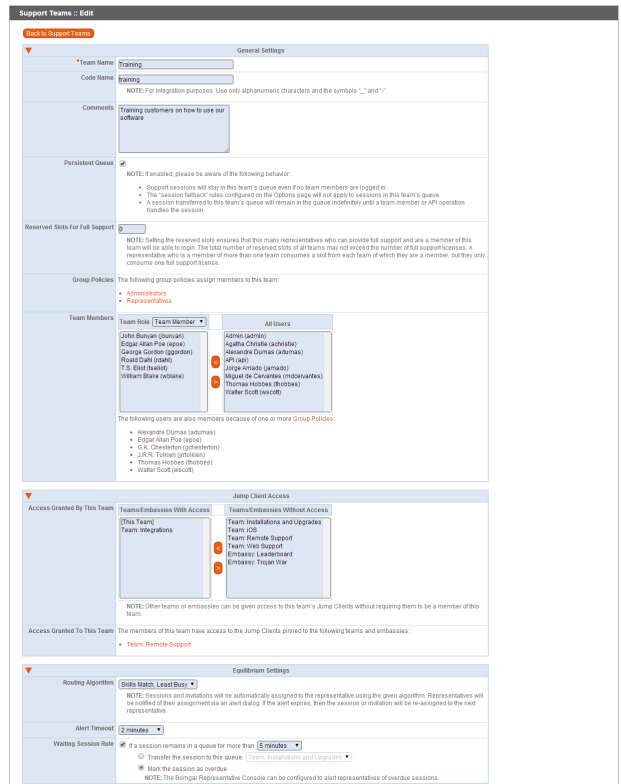 Support Teams :: Edit
Back to Support Teams
General Settings
*Team Name
Training
Code Name
training
NOTE: For integration purposes. Use only alphanumeric characters and the symbols "_" and "-".
Comments
Training customers on how to use our
software
Persistent Queue
NOTE: If enabled, please be aware of the following behavior:
• Support sessions will stay in this team's queue even if no team members are logged in.
• The "session fallback" rules configured on the Options page will not apply to sessions in this team's queue.
• A session transferred to this team's queue will remain in the queue indefinitely until a team member or API operation
handles the session.
Reserved Slots For Full Support
0
NOTE: Setting the reserved slots ensures that this many representatives who can provide full support and are a member of this
team will be able to login. The total number of reserved slots of all teams may not exceed the number of full support licenses. A
representative who is a member of more than one team consumes a slot from each team of which they are a member, but they only
consume one full support license.
Group Policies
The following group policies assign members to this team:
• Administrators
• Representatives
Team Members
Team Role Team Member
John Bunyan (jbunyan)
Edgar Allan Poe (epoe)
George Gordon (ggordon)
Roald Dahl (rdahl)
T.S. Eliot (tseliot)
William Blake (wblake)
<
>
All Users
Admin (admin)
Agatha Christie (achristie)
Alexandre Dumas (adumas)
API (api)
Jorge Amado (jamado)
Miguel de Cervantes (mdcervantes)
Thomas Hobbes (thobbes)
Walter Scott (wscott)
The following users are also members because of one or more Group Policies:
• Alexandre Dumas (adumas)
• Edgar Allan Poe (epoe)
• G.K. Chesterton (gchesterton)
• J.R.R. Tolkien (jrrtolkien)
• Thomas Hobbes (thobbes)
• Walter Scott (wscott)
Jump Client Access
Access Granted By This Team
Teams/Embassies With Access
[This Team]
Team: Integrations
<
>
Teams/Embassies Without Access
Team: Installations and Upgrades
Team: iOS
Team: Remote Support
Team: Web Support
Embassy: Leaderboard
Embassy: Trojan War
NOTE: Other teams or embassies can be given access to this team's Jump Clients without requiring them to be a member of this
team.
Access Granted To This Team
The members of this team have access to the Jump Clients pinned to the following teams and embassies:
• Team: Remote Support
Equilibrium Settings
Routing Algorithm
Skills Match, Least Busy
NOTE: Sessions and invitations will be automatically assigned to the representative using the given algorithm. Representatives will
be notified of their assignment via an alert dialog. If the alert expires, then the session or invitation will be re-assigned to the next
representative.
Alert Timeout
2 minutes
Waiting Session Rule
If a session remains in a queue for more than 5 minutes
Transfer the session to this queue: Team: Installations and Upgrades
Mark the session as overdue.
NOTE: The Bomgar Representative Console can be configured to alert representatives of overdue sessions.